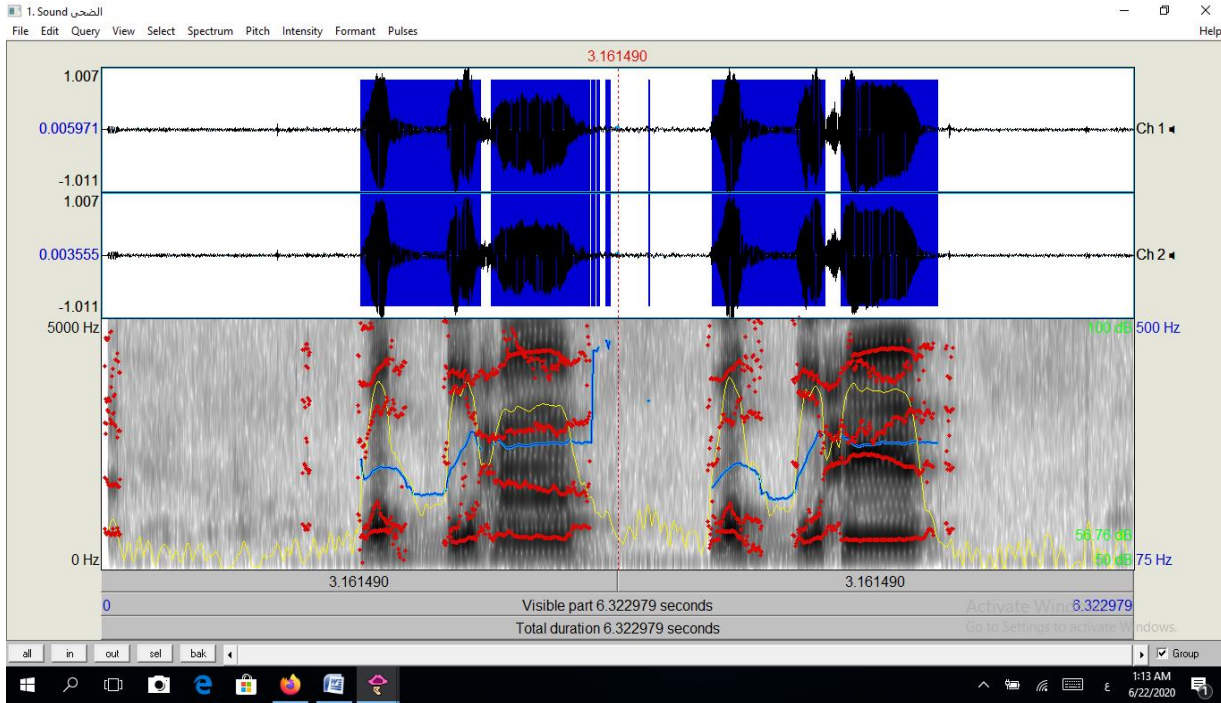 1. Sound الضحى
File Edit Query View Select Spectrum Pitch Intensity Formant Pulses Help
3.161490
1.007
0.005971
-1.011
Ch 1
1.007
0.003555
-1.011
Ch 2
5000 Hz
100 dB 500 Hz
56.76 dB
0 Hz
50 dB 75 Hz
3.161490 3.161490
0 Visible part 6.322979 seconds 6.322979
Total duration 6.322979 seconds
Activate Windows
Go to Settings to activate Windows.
all in out sel bak Group
1:13 AM
ع
6/22/2020
1